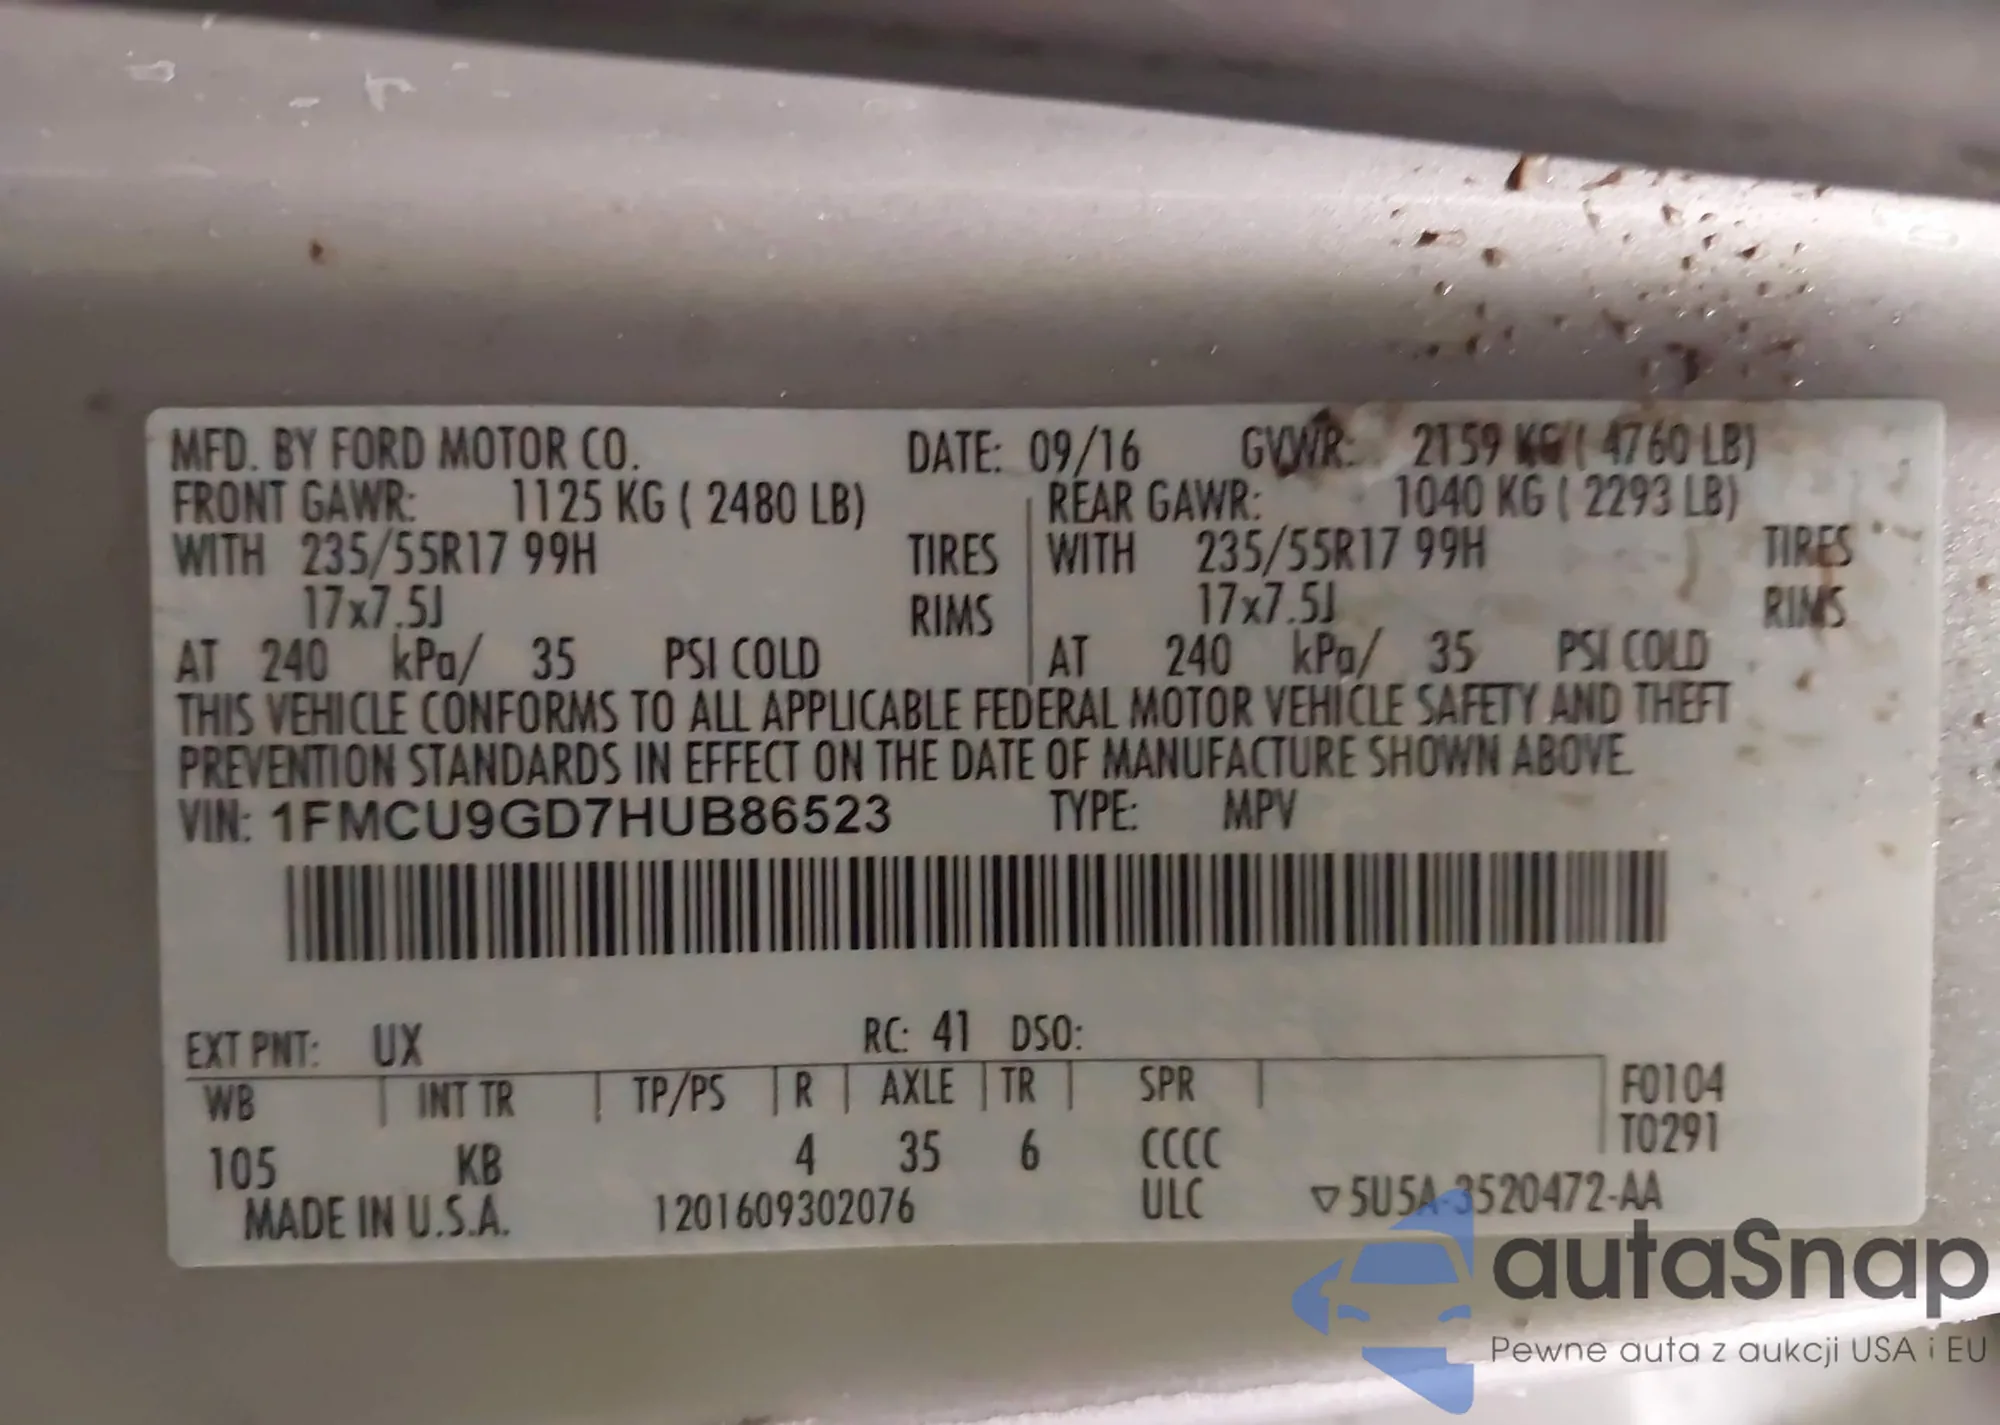 MFD. BY FORD MOTOR CO. DATE: 09/16 GVWR: 2159 KG ( 4760 LB)
FRONT GAWR: 1125 KG ( 2480 LB) REAR GAWR: 1040 KG ( 2293 LB)
WITH 235/55R17 99H TIRES WITH 235/55R17 99H TIRES
17x7.5J RIMS 17x7.5J RIMS
AT 240 kPa/ 35 PSI COLD AT 240 kPa/ 35 PSI COLD
THIS VEHICLE CONFORMS TO ALL APPLICABLE FEDERAL MOTOR VEHICLE SAFETY AND THEFT
PREVENTION STANDARDS IN EFFECT ON THE DATE OF MANUFACTURE SHOWN ABOVE.
VIN: 1FMCU9GD7HUB86523 TYPE: MPV
EXT PNT: UX RC: 41 DSO:
WB INT TR TP/PS R AXLE TR SPR F0104
T0291
105 KB 4 35 6 CCCC
MADE IN U.S.A. 1201609302076 ULC ▽5U5A-3520472-AA
autaSnap
Pewne auta z aukcji USA i EU